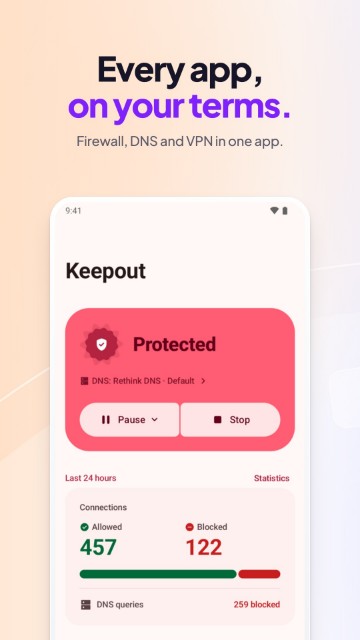 Every app,
on your terms.
Firewall, DNS and VPN in one app.
9:41
Keepout
Protected
DNS: Rethink DNS · Default
Pause
Stop
Last 24 hours
Statistics
Connections
Allowed
Blocked
457
122
DNS queries
259 blocked